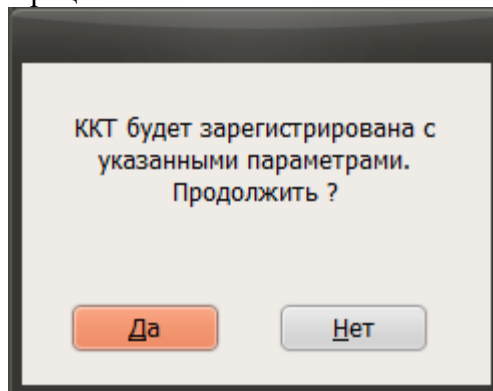 ККТ будет зарегистрирована с
указанными параметрами.
Продолжить ?
Да
Нет